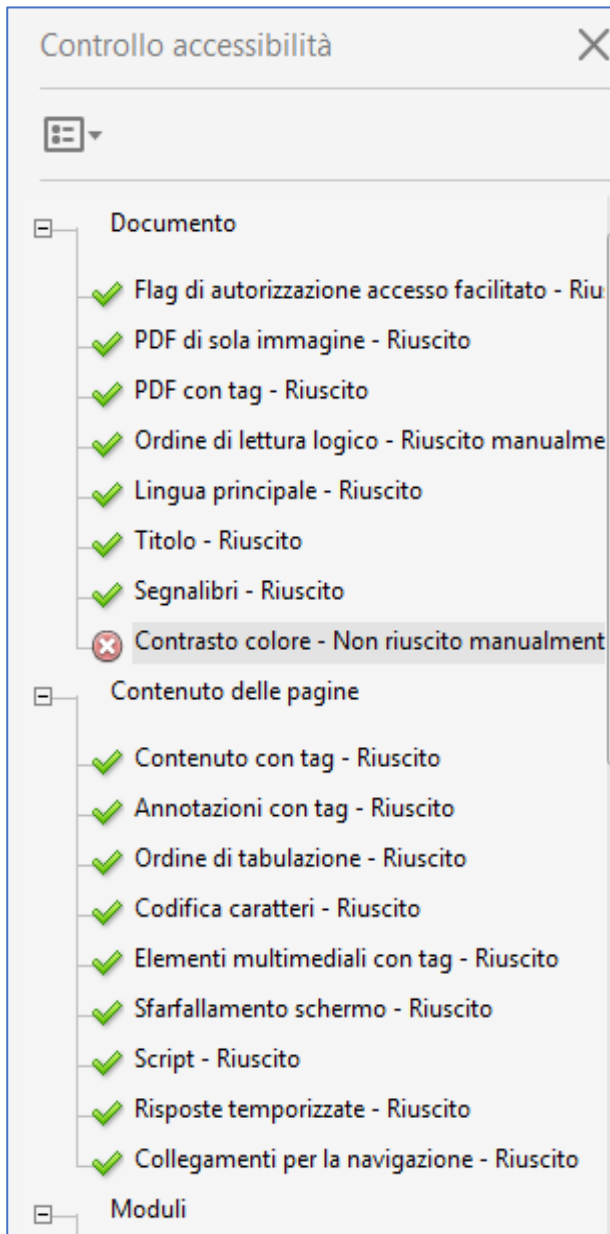 Controllo accessibilità
Documento
Flag di autorizzazione accesso facilitato - Riu
PDF di sola immagine - Riuscito
PDF con tag - Riuscito
Ordine di lettura logico - Riuscito manualme
Lingua principale - Riuscito
Titolo - Riuscito
Segnalibri - Riuscito
Contrasto colore - Non riuscito manualment
Contenuto delle pagine
Contenuto con tag - Riuscito
Annotazioni con tag - Riuscito
Ordine di tabulazione - Riuscito
Codifica caratteri - Riuscito
Elementi multimediali con tag - Riuscito
Sfarfallamento schermo - Riuscito
Script - Riuscito
Risposte temporizzate - Riuscito
Collegamenti per la navigazione - Riuscito
Moduli